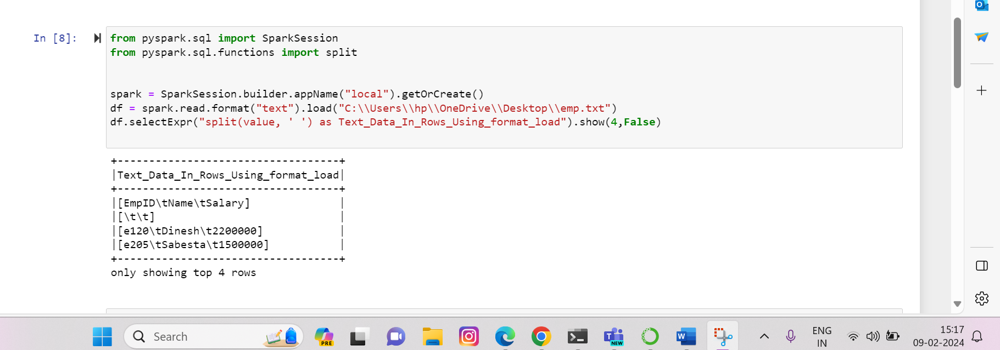 In [8]:
from pyspark.sql import SparkSession
from pyspark.sql.functions import split
spark = SparkSession.builder.appName("local").getOrCreate()
df = spark.read.format("text").load("C:\\Users\\hp\\OneDrive\\Desktop\\emp.txt")
df.selectExpr("split(value, ' ') as Text_Data_In_Rows_Using_format_load").show(4,False)
+-----------------------------------+
|Text_Data_In_Rows_Using_format_load|
+-----------------------------------+
|[EmpID\tName\tSalary]              |
|[\t\t]                             |
|[e120\tDinesh\t2200000]            |
|[e205\tSabesta\t1500000]           |
+-----------------------------------+
only showing top 4 rows
Search
PRE
NEW
ENG
IN
15:17
09-02-2024